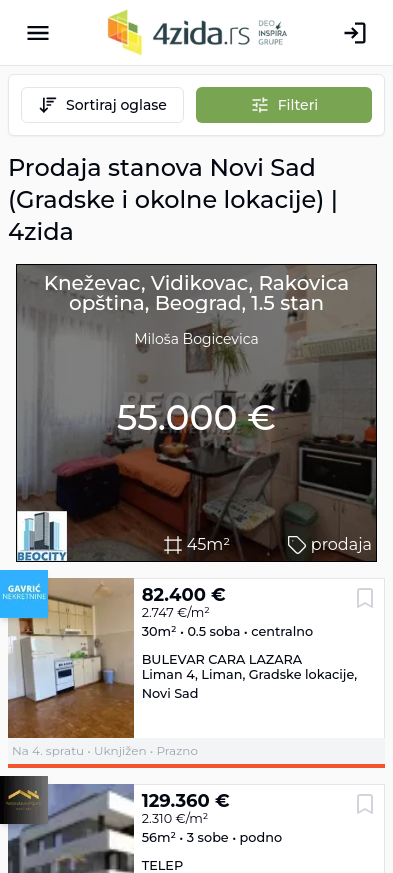 4zida.rs
DEO
INSPIRA
GRUPE
Sortiraj oglase
Filteri
Prodaja stanova Novi Sad
(Gradske i okolne lokacije) |
4zida
Kneževac, Vidikovac, Rakovica
opština, Beograd, 1.5 stan
Miloša Bogicevica
55.000 €
BEOCITY
45m²
prodaja
GAVRIĆ
NEKRETNINE
82.400 €
2.747 €/m²
30m² • 0.5 soba • centralno
BULEVAR CARA LAZARA
Liman 4, Liman, Gradske lokacije,
Novi Sad
Na 4. spratu • Uknjižen • Prazno
129.360 €
2.310 €/m²
56m² • 3 sobe • podno
TELEP